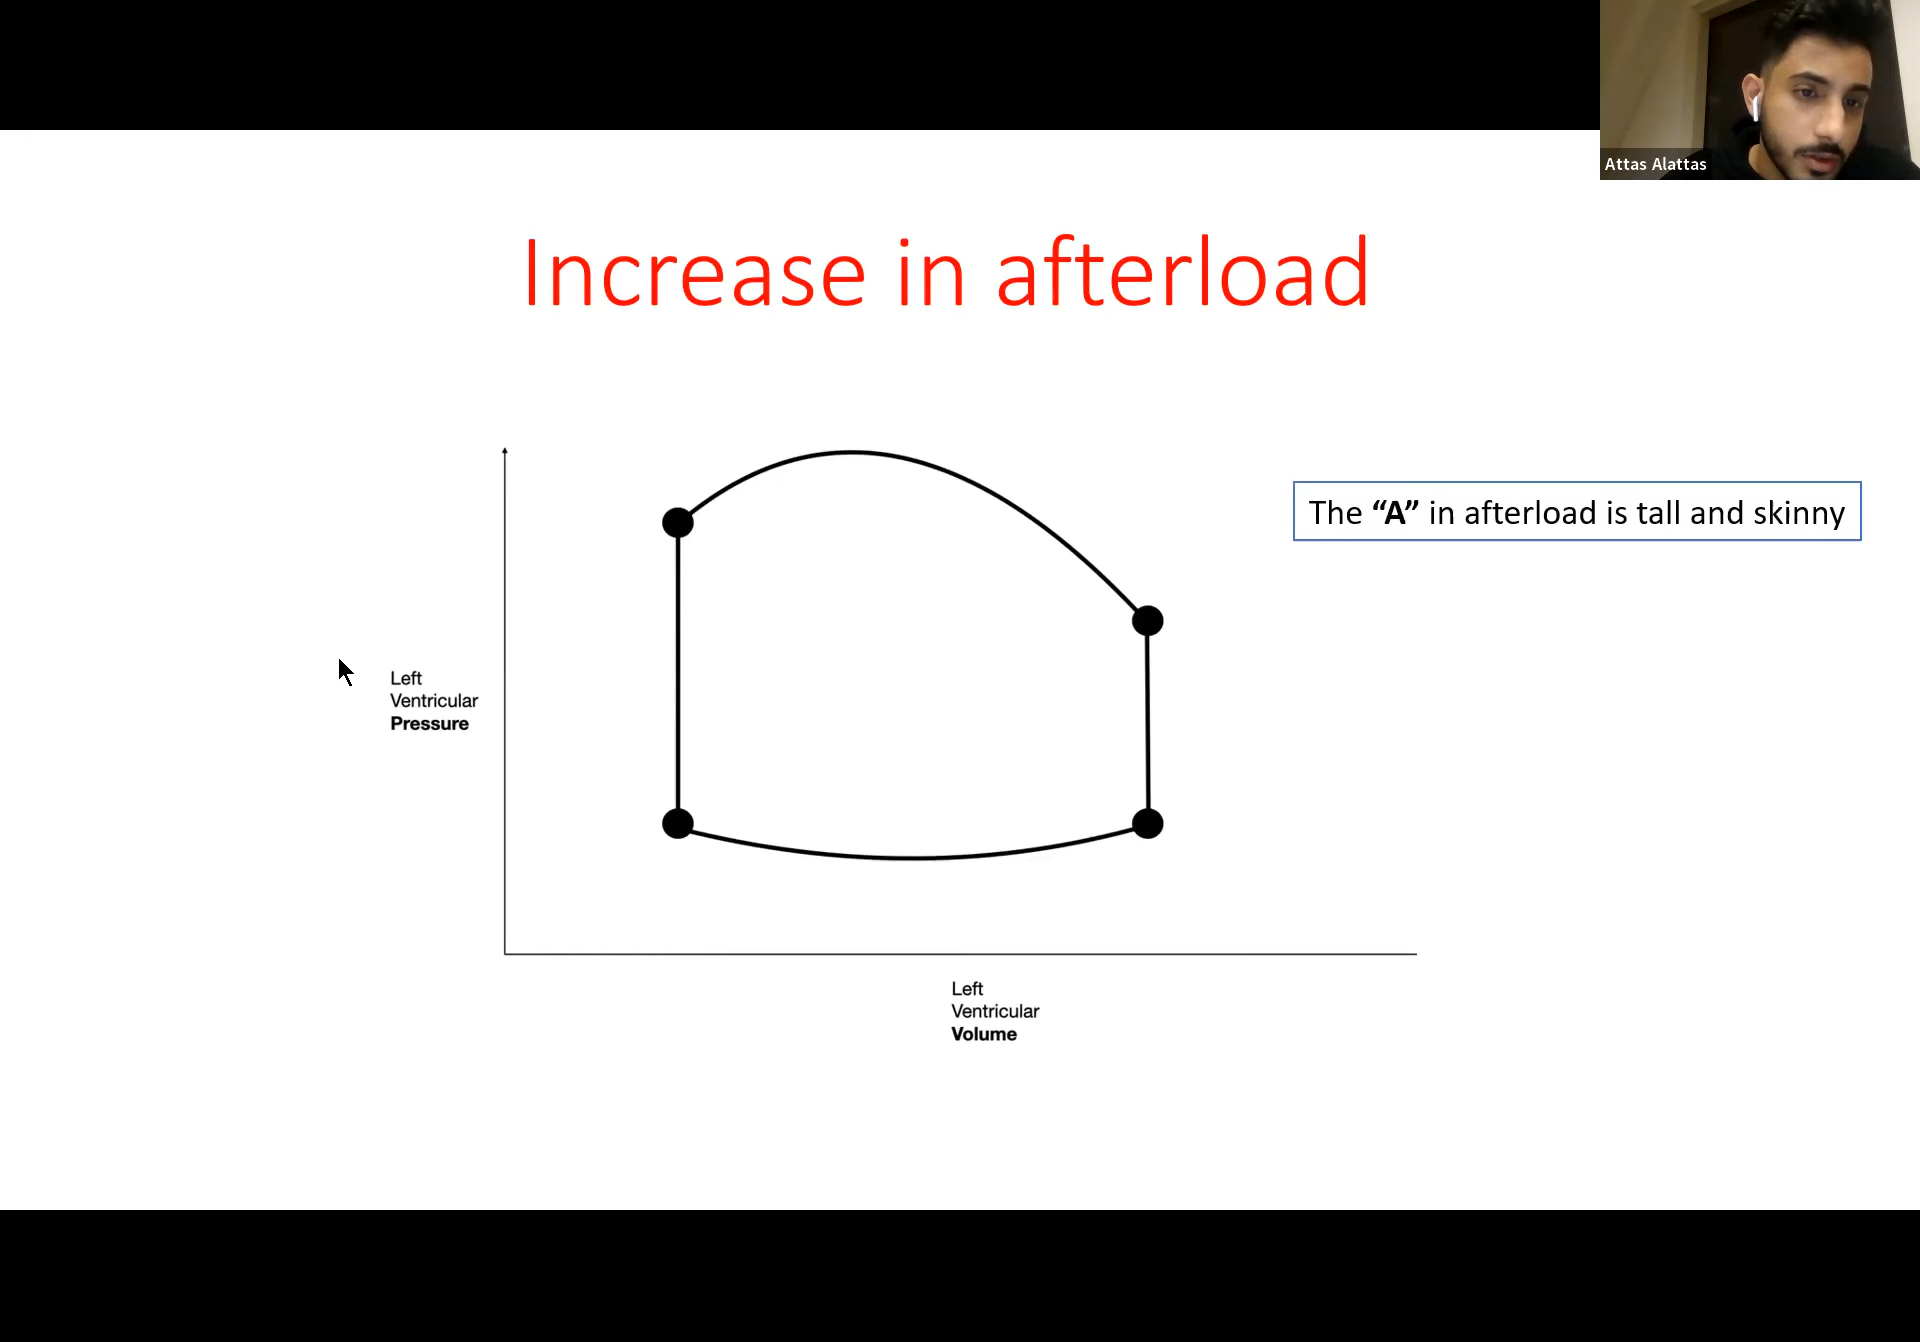 Attas Alattas
Increase in afterload
The “A” in afterload is tall and skinny
Left
Ventricular
Pressure
Left
Ventricular
Volume